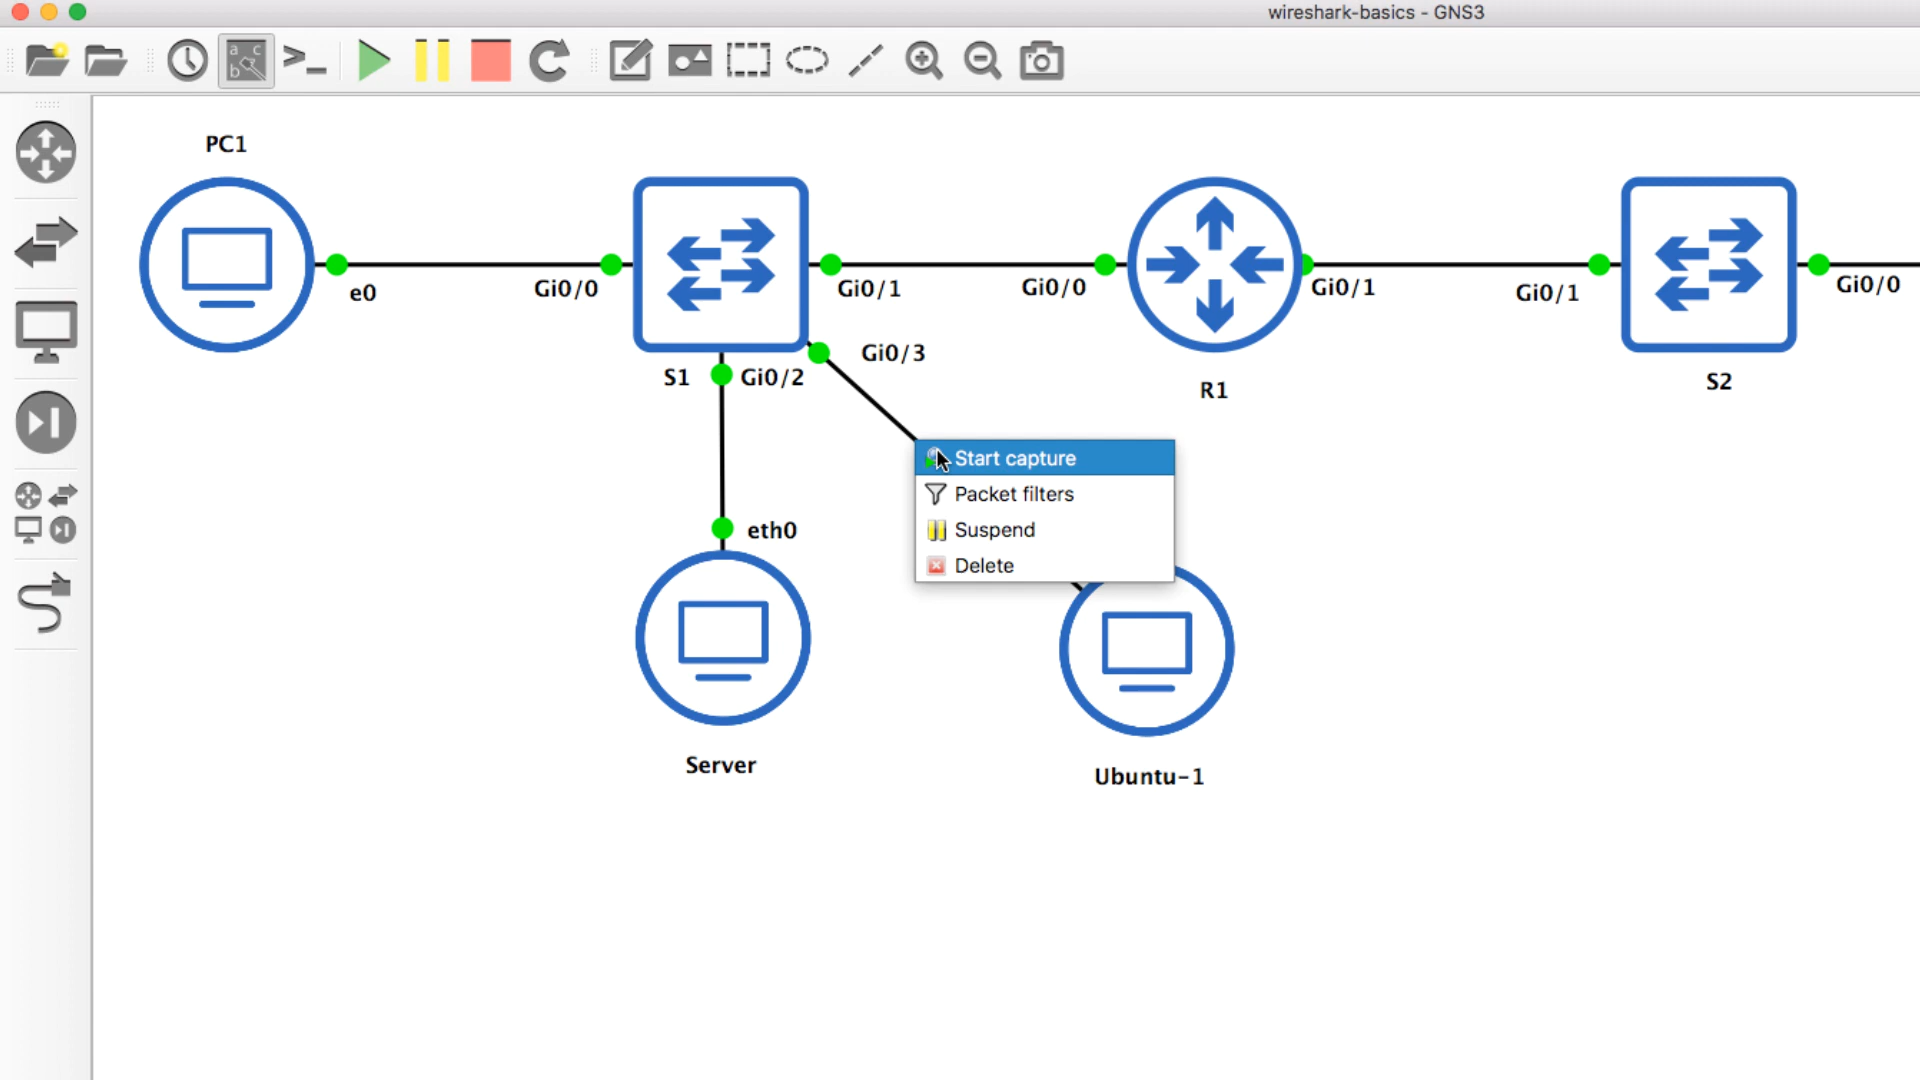 wireshark-basics - GNS3
a c
b
PC1
e0
Gi0/0
Gi0/1
Gi0/0
Gi0/1
Gi0/1
Gi0/0
Gi0/3
S1
Gi0/2
R1
S2
Start capture
Packet filters
Suspend
Delete
eth0
Server
Ubuntu-1